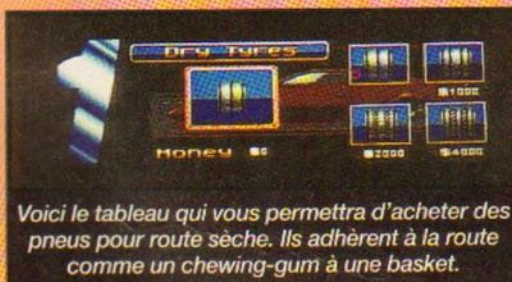 1
Dry Tyres
$1000
Money $0
$2000
$4000
Voici le tableau qui vous permettra d'acheter des
pneus pour route sèche. Ils adhèrent à la route
comme un chewing-gum à une basket.